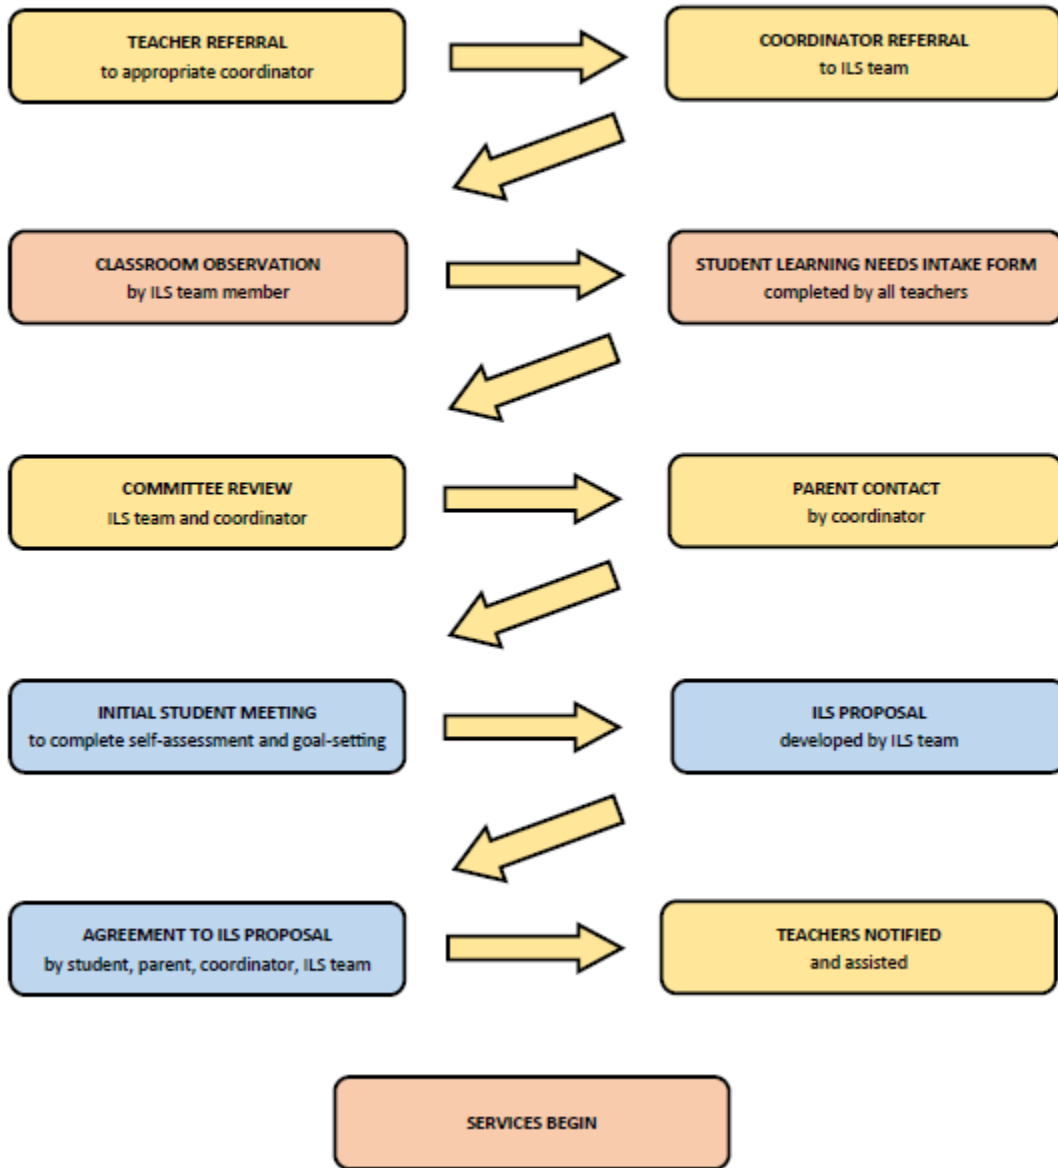 TEACHER REFERRAL
to appropriate coordinator
COORDINATOR REFERRAL
to ILS team
CLASSROOM OBSERVATION
by ILS team member
STUDENT LEARNING NEEDS INTAKE FORM
completed by all teachers
COMMITTEE REVIEW
ILS team and coordinator
PARENT CONTACT
by coordinator
INITIAL STUDENT MEETING
to complete self-assessment and goal-setting
ILS PROPOSAL
developed by ILS team
AGREEMENT TO ILS PROPOSAL
by student, parent, coordinator, ILS team
TEACHERS NOTIFIED
and assisted
SERVICES BEGIN